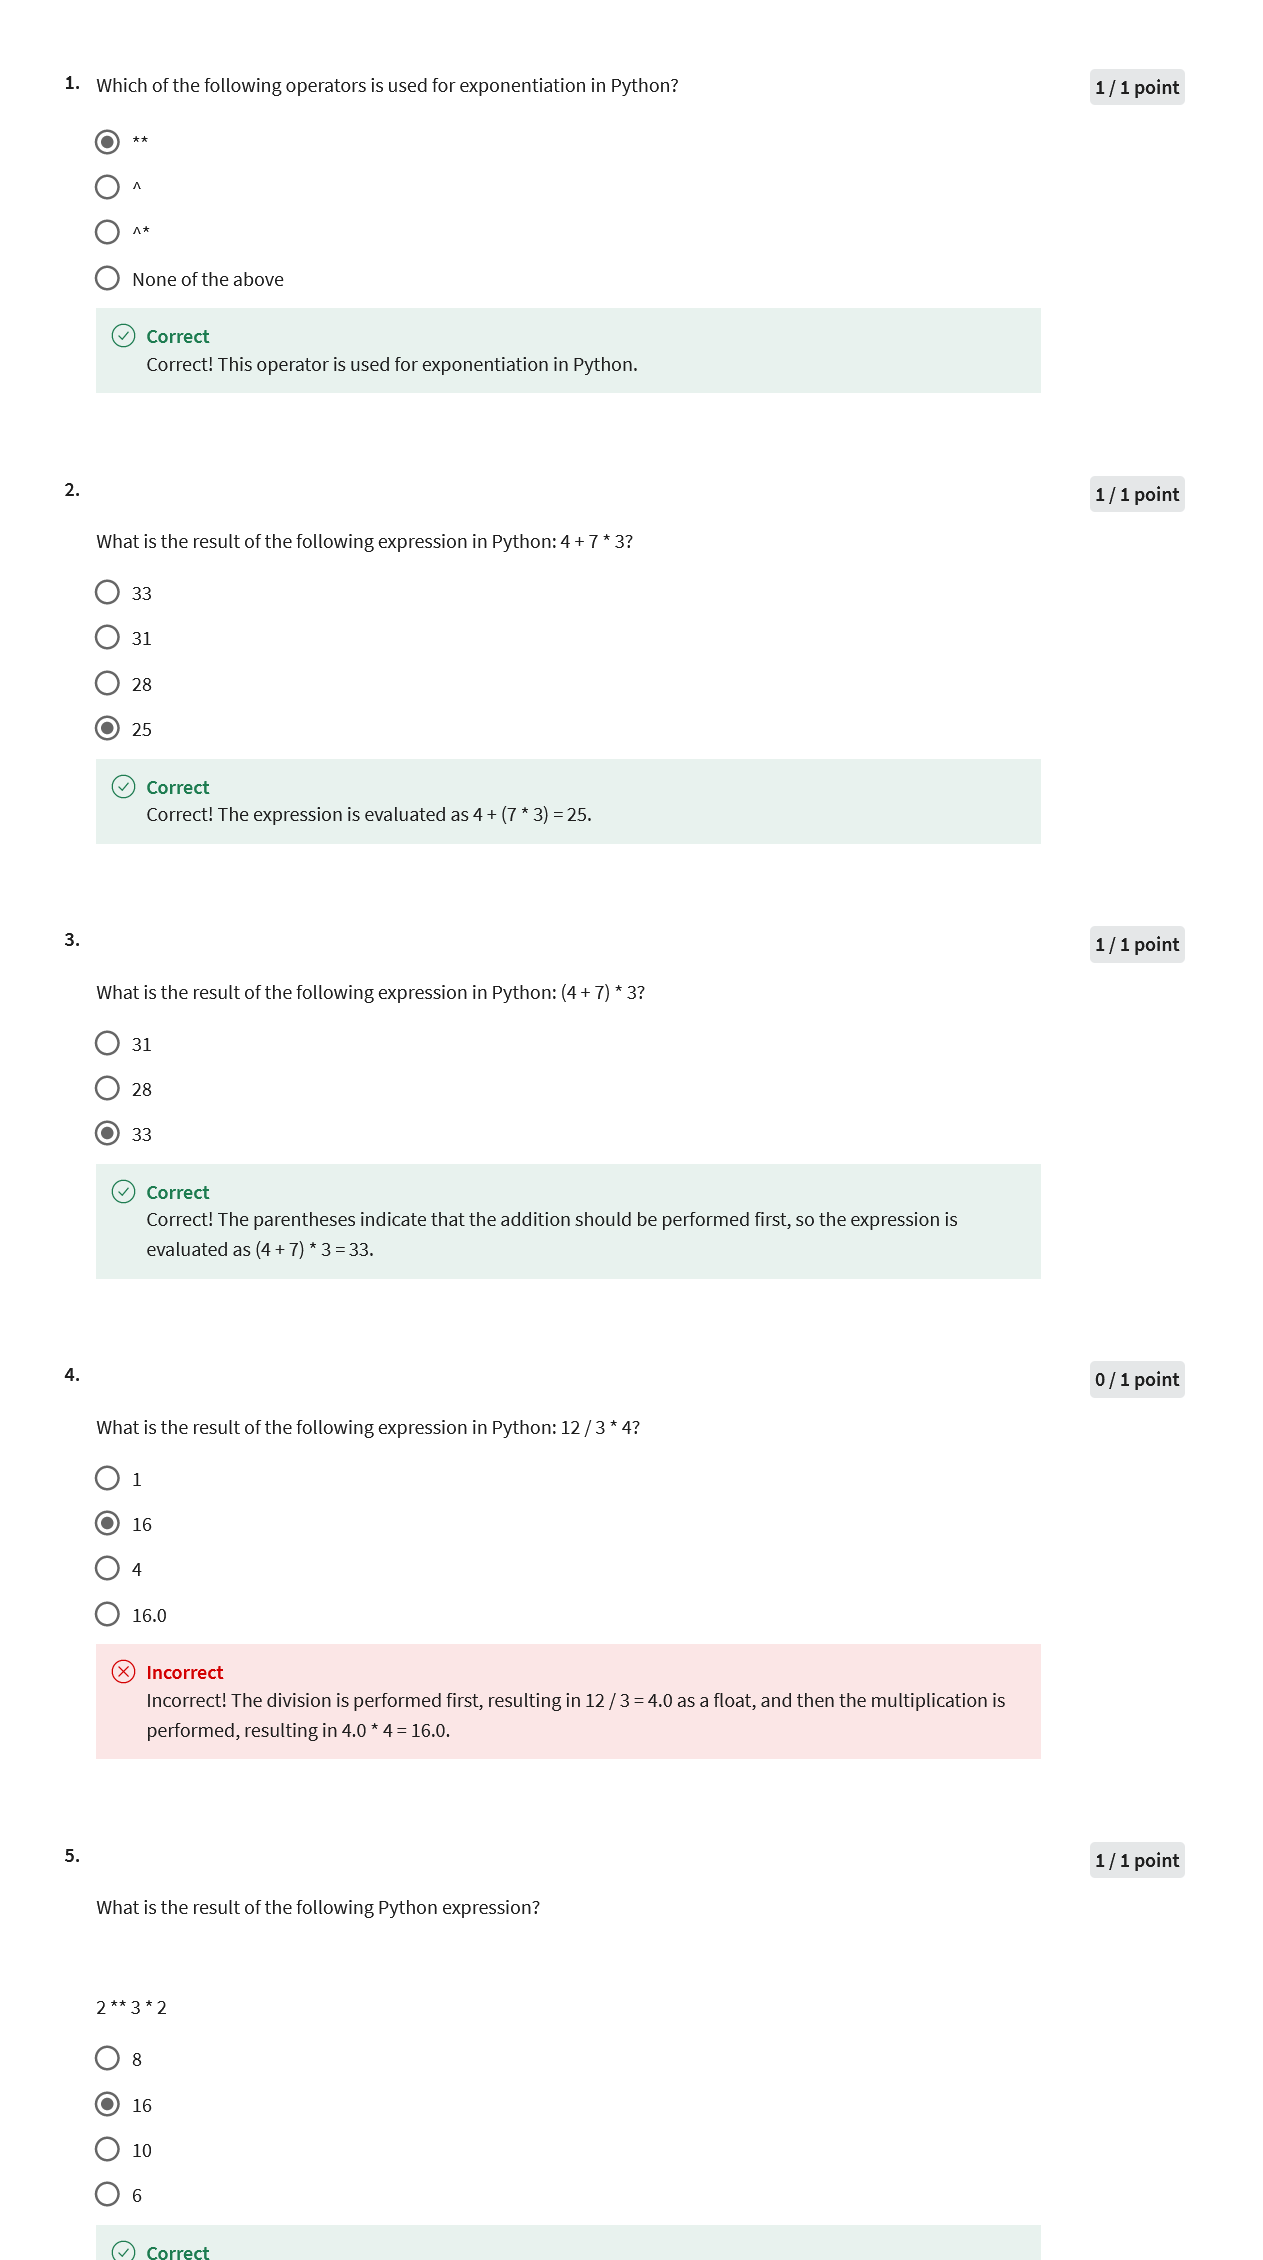 1. Which of the following operators is used for exponentiation in Python? 1 / 1 point
**
^
^*
None of the above
Correct
Correct! This operator is used for exponentiation in Python.
2. 1 / 1 point
What is the result of the following expression in Python: 4 + 7 * 3?
33
31
28
25
Correct
Correct! The expression is evaluated as 4 + (7 * 3) = 25.
3. 1 / 1 point
What is the result of the following expression in Python: (4 + 7) * 3?
31
28
33
Correct
Correct! The parentheses indicate that the addition should be performed first, so the expression is
evaluated as (4 + 7) * 3 = 33.
4. 0 / 1 point
What is the result of the following expression in Python: 12 / 3 * 4?
1
16
4
16.0
Incorrect
Incorrect! The division is performed first, resulting in 12 / 3 = 4.0 as a float, and then the multiplication is
performed, resulting in 4.0 * 4 = 16.0.
5. 1 / 1 point
What is the result of the following Python expression?
2 ** 3 * 2
8
16
10
6
Correct